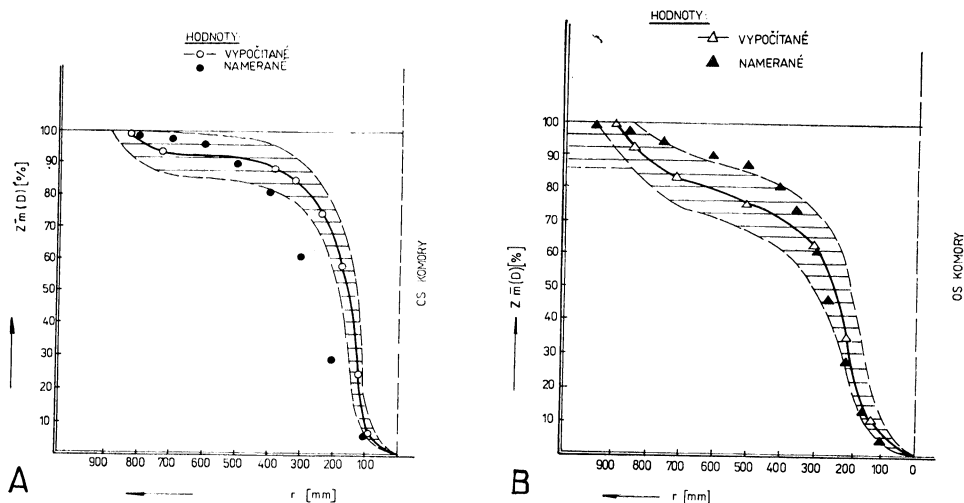 HODNOTY:
VYPOČÍTANÉ
NAMERANÉ
100
90
80
70
60
50
40
30
20
10
Z m̄ (D) [%]
900 800 700 600 500 400 300 200 100
r [mm]
OS KOMORY
A
HODNOTY:
VYPOČÍTANÉ
NAMERANÉ
100
90
80
70
60
50
40
30
20
10
Z m̄ (D) [%]
900 800 700 600 500 400 300 200 100 0
r [mm]
OS KOMORY
B